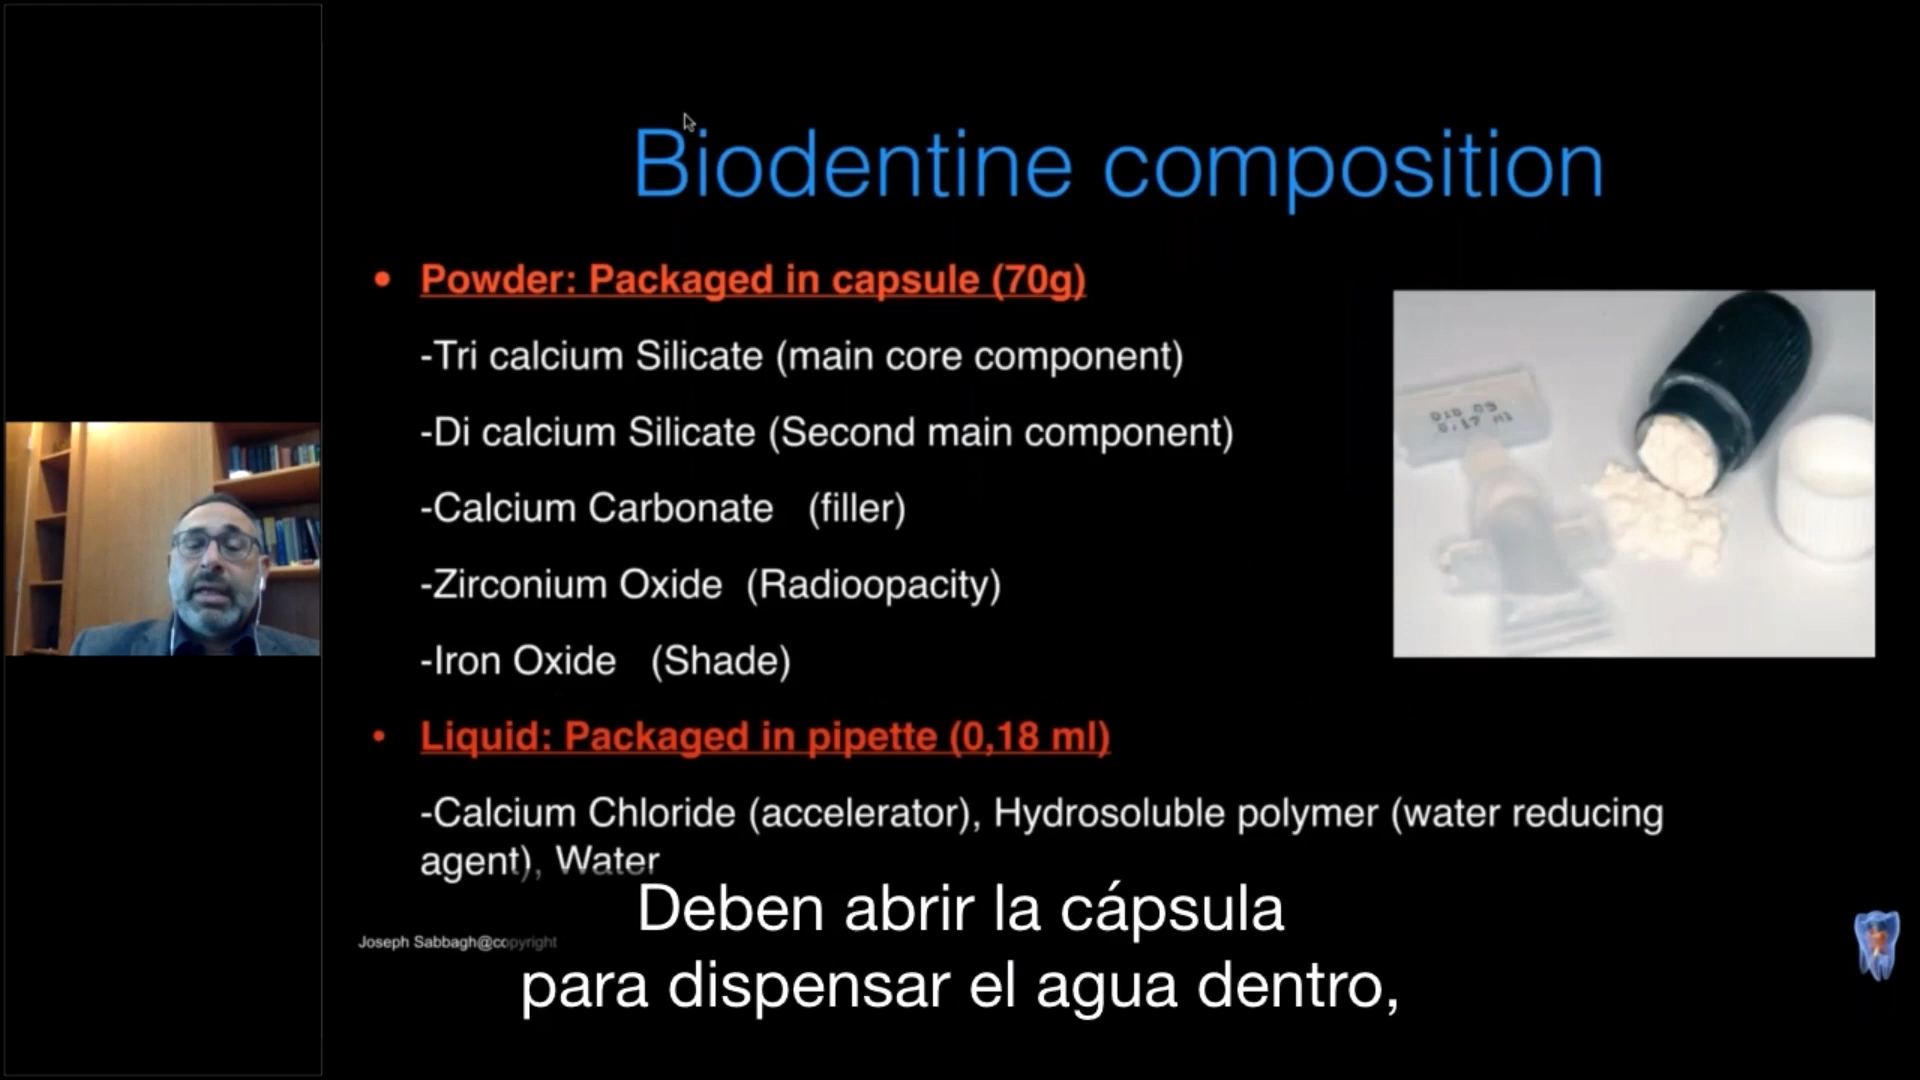 Biodentine composition
• Powder: Packaged in capsule (70g)
-Tri calcium Silicate (main core component)
-Di calcium Silicate (Second main component)
-Calcium Carbonate (filler)
-Zirconium Oxide (Radioopacity)
-Iron Oxide (Shade)
• Liquid: Packaged in pipette (0,18 ml)
-Calcium Chloride (accelerator), Hydrosoluble polymer (water reducing
agent), Water
Joseph Sabbagh@copyright
Deben abrir la cápsula
para dispensar el agua dentro,